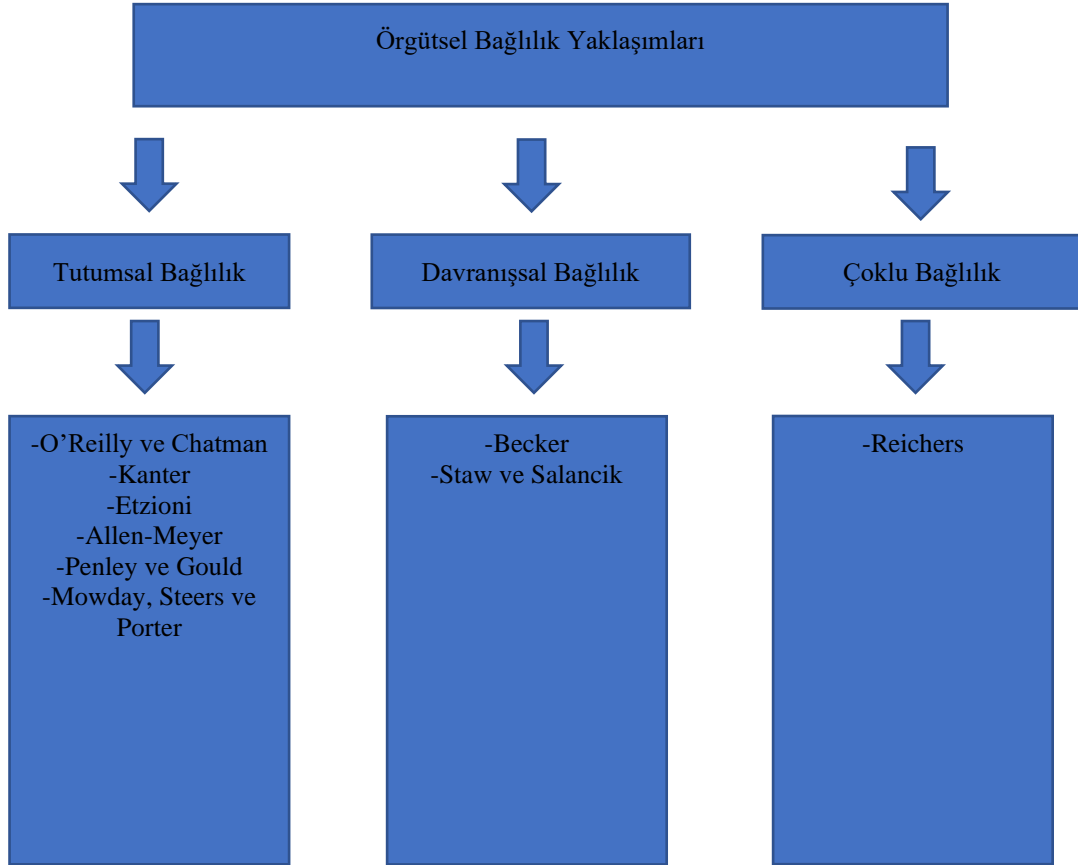 Örgütsel Bağlılık Yaklaşımları
Tutumsal Bağlılık
Davranışsal Bağlılık
Çoklu Bağlılık
-O’Reilly ve Chatman
-Kanter
-Etzioni
-Allen-Meyer
-Penley ve Gould
-Mowday, Steers ve
Porter
-Becker
-Staw ve Salancik
-Reichers